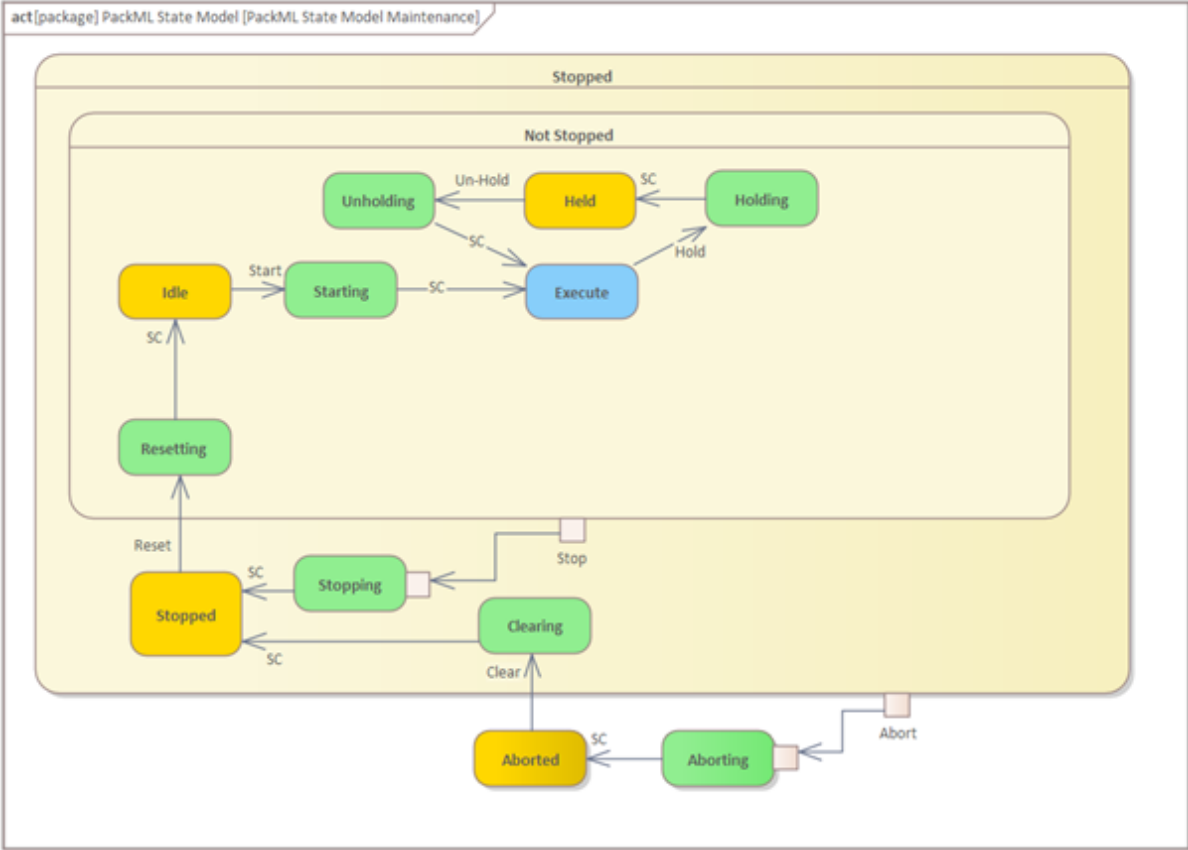 act [package] PackML State Model [PackML State Model Maintenance]
Stopped
Not Stopped
Unholding
Un-Hold
Held
SC
Holding
SC
Hold
Idle
Start
Starting
SC
Execute
SC
Resetting
Reset
Stop
SC
Stopping
Stopped
Clearing
SC
Clear
Abort
Aborted
SC
Aborting